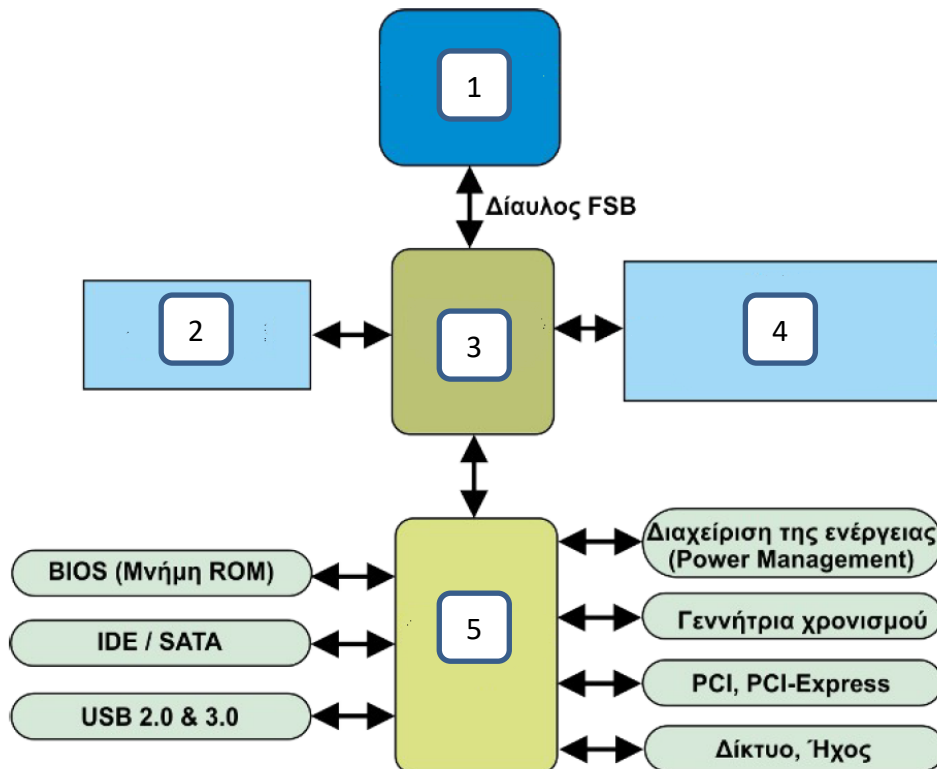 1
Δίαυλος FSB
2
3
4
5
BIOS (Μνήμη ROM)
IDE / SATA
USB 2.0 & 3.0
Διαχείριση της ενέργειας
(Power Management)
Γεννήτρια χρονισμού
PCI, PCI-Express
Δίκτυο, Ήχος